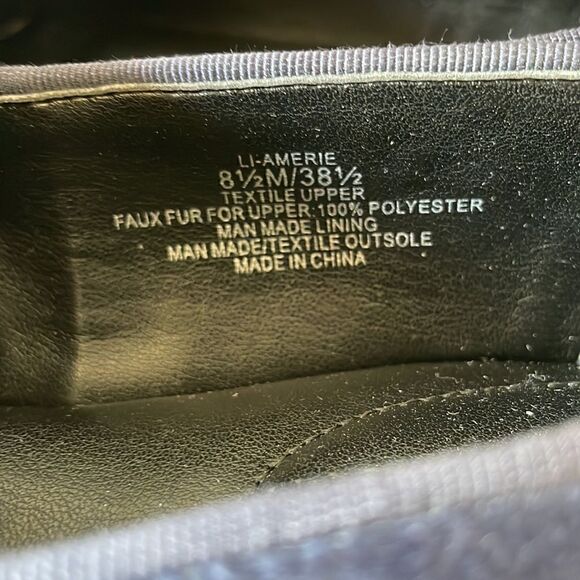 LI-AMERIE
8½M/38½
TEXTILE UPPER
FAUX FUR FOR UPPER: 100% POLYESTER
MAN MADE LINING
MAN MADE/TEXTILE OUTSOLE
MADE IN CHINA